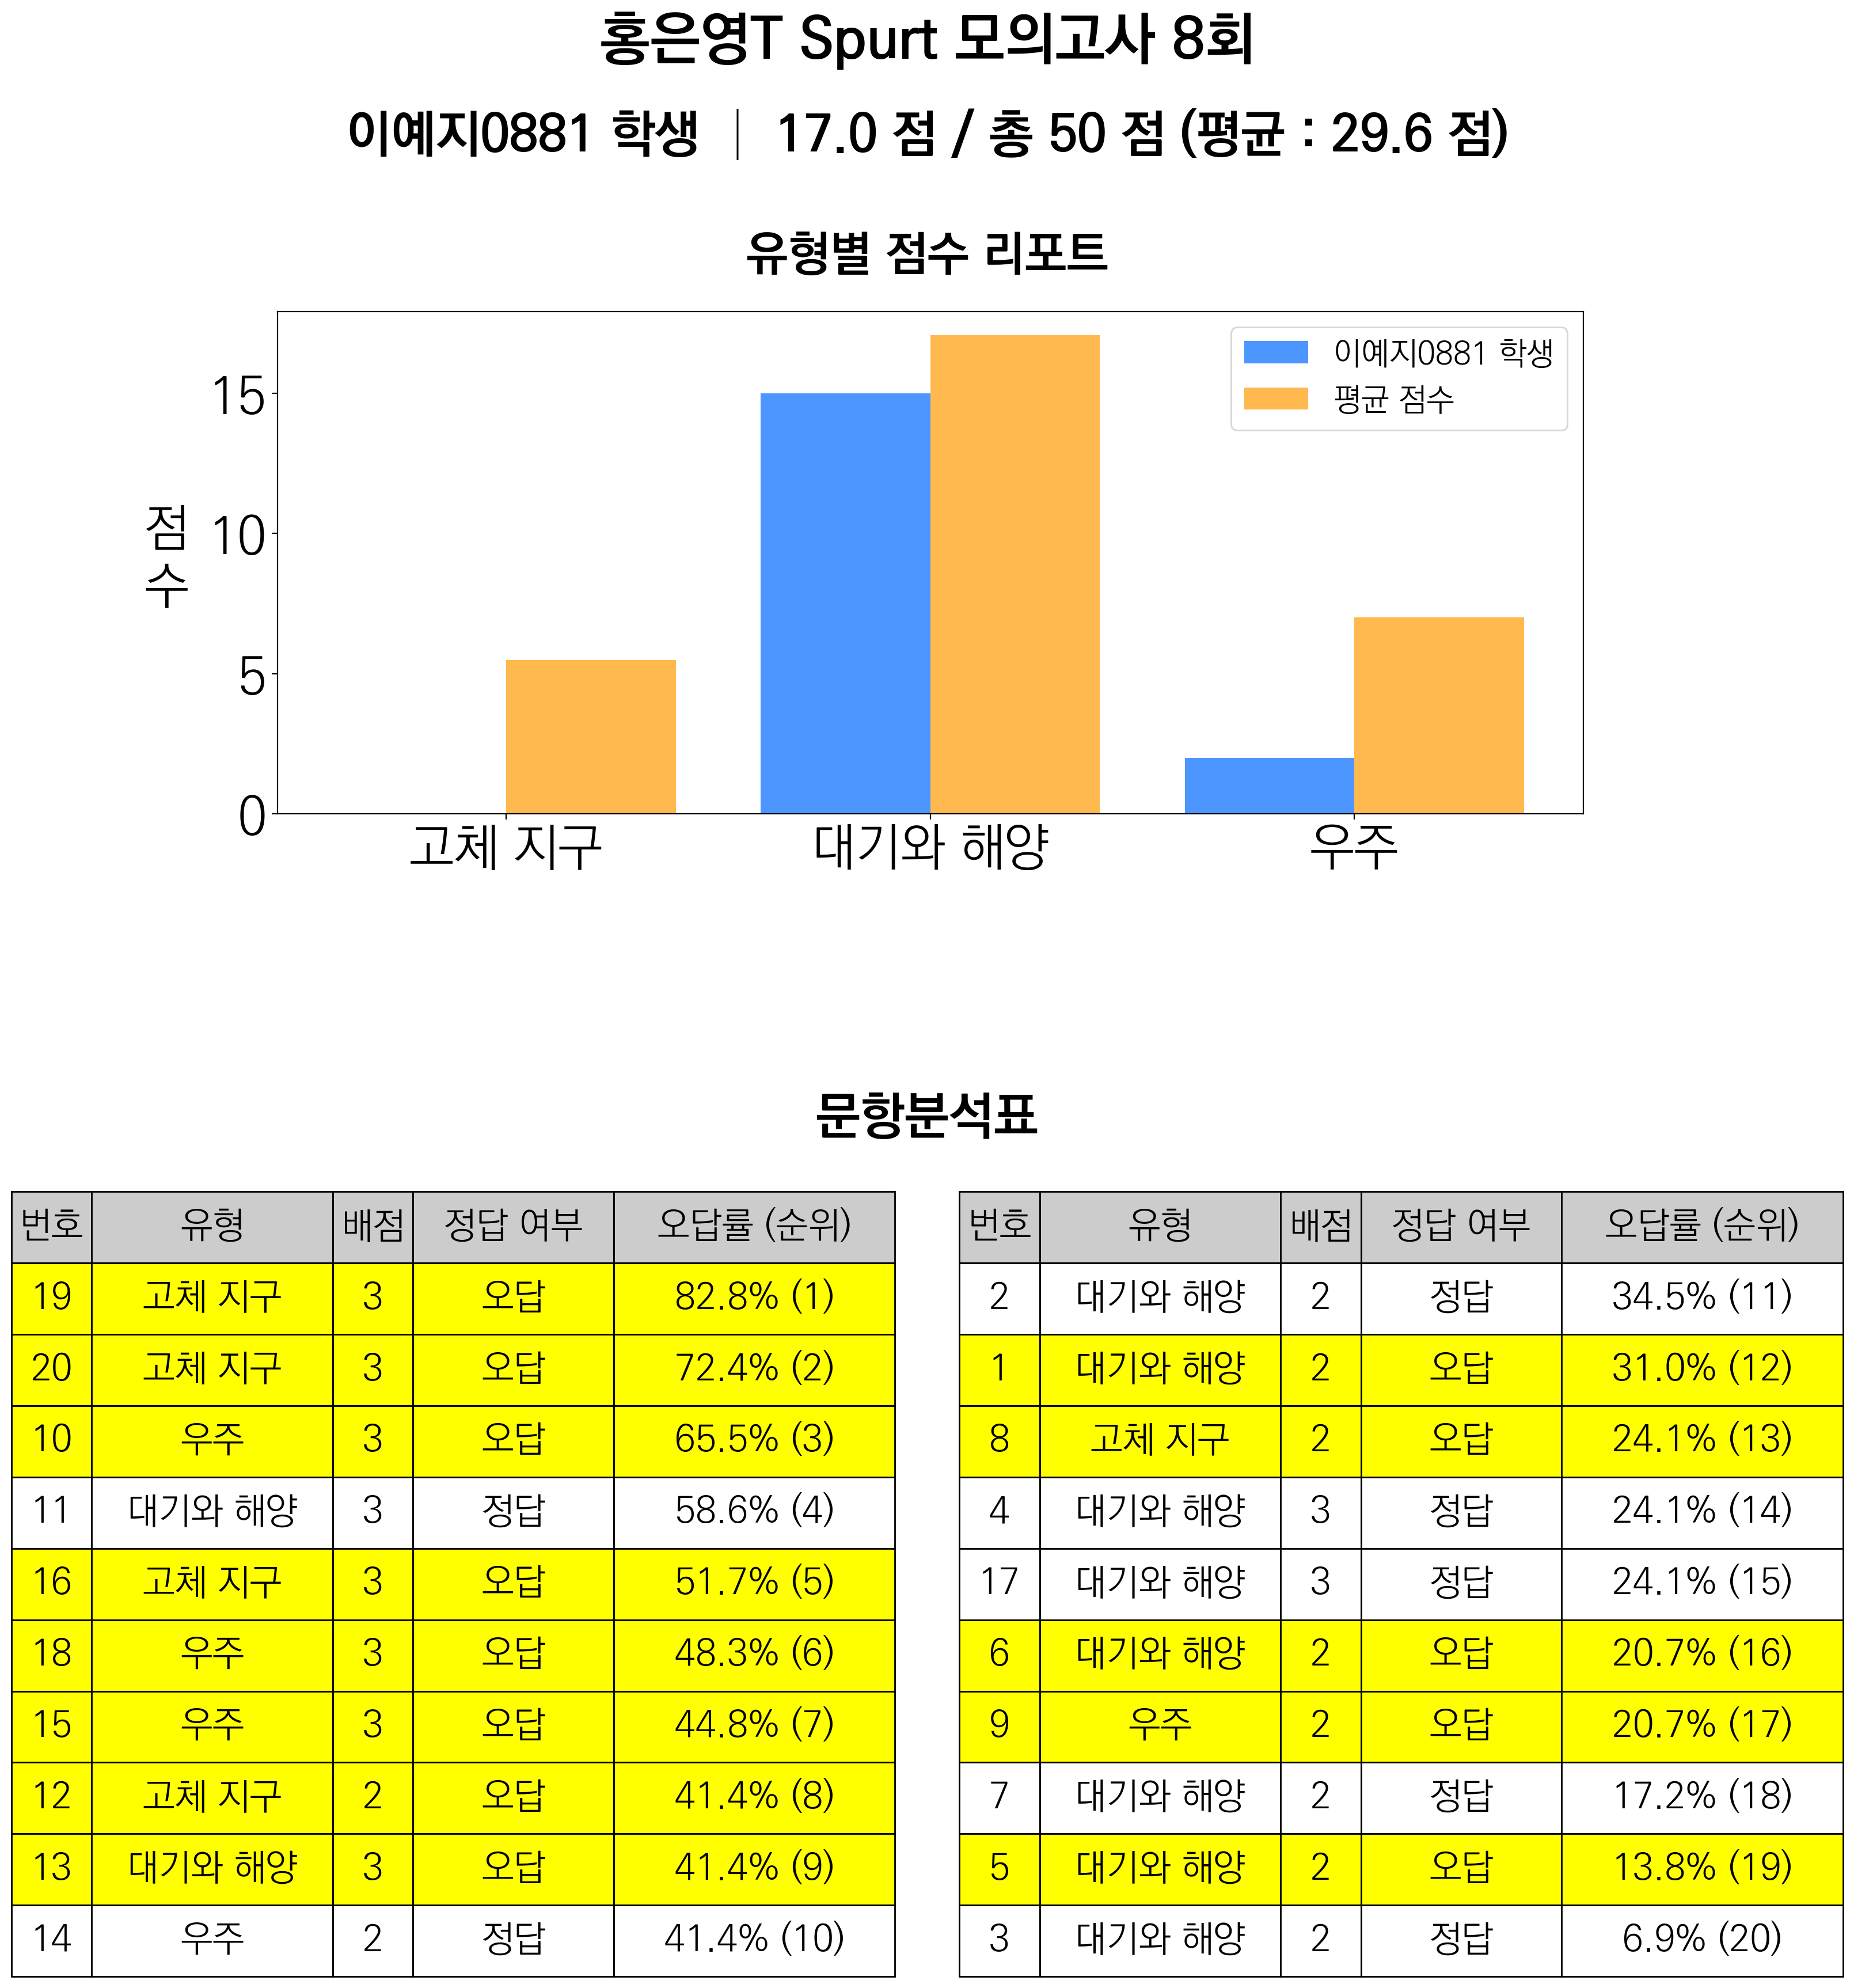 홍은영T Spurt 모의고사 8회
이예지0881 학생 │ 17.0 점 / 총 50 점 (평균 : 29.6 점)
유형별 점수 리포트
이예지0881 학생
평균 점수
점
수
15
10
5
0
고체 지구 대기와 해양 우주
문항분석표
번호 유형 배점 정답 여부 오답률 (순위)
19 고체 지구 3 오답 82.8% (1)
20 고체 지구 3 오답 72.4% (2)
10 우주 3 오답 65.5% (3)
11 대기와 해양 3 정답 58.6% (4)
16 고체 지구 3 오답 51.7% (5)
18 우주 3 오답 48.3% (6)
15 우주 3 오답 44.8% (7)
12 고체 지구 2 오답 41.4% (8)
13 대기와 해양 3 오답 41.4% (9)
14 우주 2 정답 41.4% (10)
번호 유형 배점 정답 여부 오답률 (순위)
2 대기와 해양 2 정답 34.5% (11)
1 대기와 해양 2 오답 31.0% (12)
8 고체 지구 2 오답 24.1% (13)
4 대기와 해양 3 정답 24.1% (14)
17 대기와 해양 3 정답 24.1% (15)
6 대기와 해양 2 오답 20.7% (16)
9 우주 2 오답 20.7% (17)
7 대기와 해양 2 정답 17.2% (18)
5 대기와 해양 2 오답 13.8% (19)
3 대기와 해양 2 정답 6.9% (20)